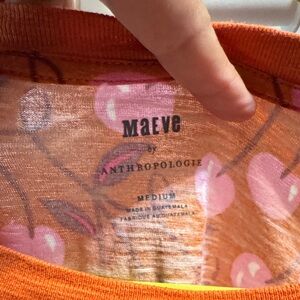 MaEVe
by
ANTHROPOLOGIE
MEDIUM
MADE IN GUATEMALA
FABRIQUÉ AU GUATEMALA